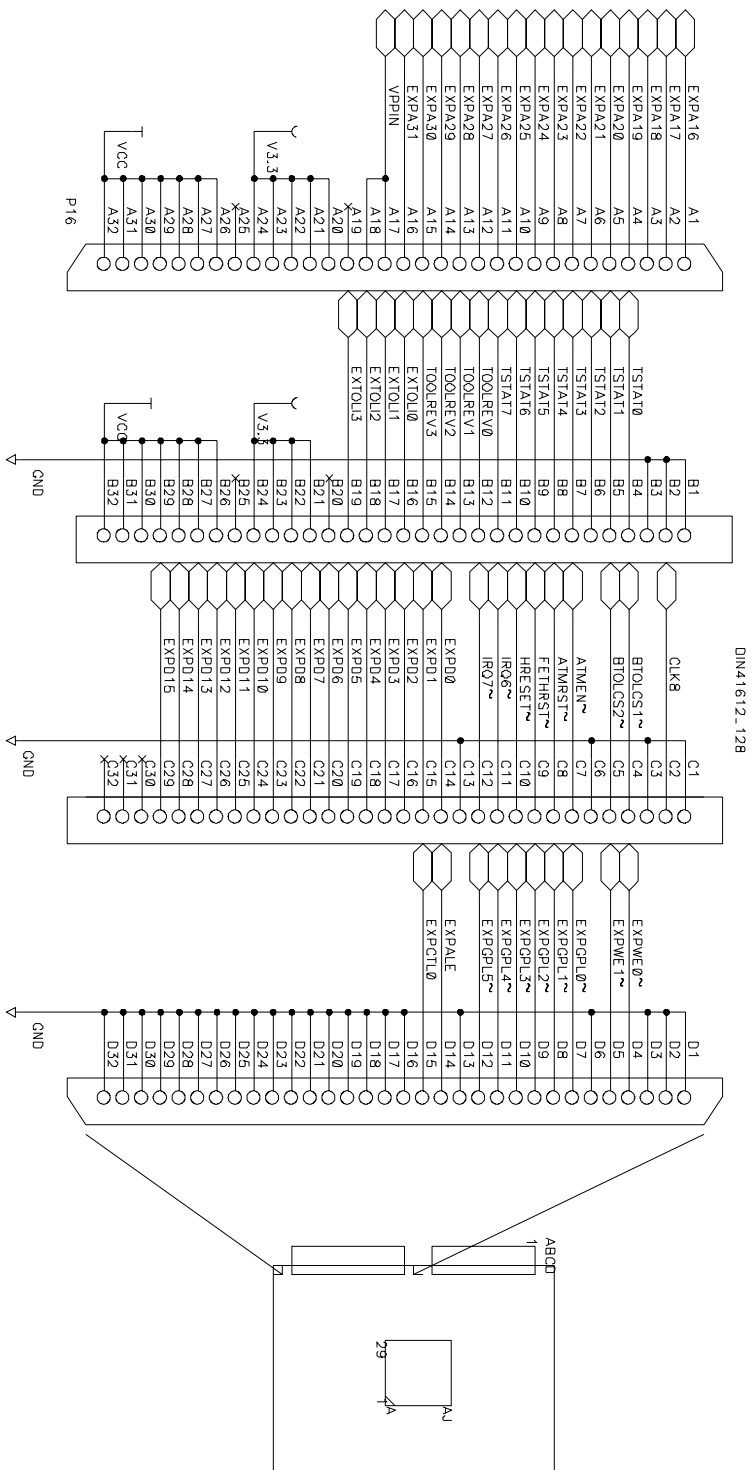 EXPA16
EXPA17
EXPA18
EXPA19
EXPA20
EXPA21
EXPA22
EXPA23
EXPA24
EXPA25
EXPA26
EXPA27
EXPA28
EXPA29
EXPA30
EXPA31
VPPIN
V3.3
VCC
A1
A2
A3
A4
A5
A6
A7
A8
A9
A10
A11
A12
A13
A14
A15
A16
A17
A18
A19
A20
A21
A22
A23
A24
A25
A26
A27
A28
A29
A30
A31
A32
P16
TSTAT0
TSTAT1
TSTAT2
TSTAT3
TSTAT4
TSTAT5
TSTAT6
TSTAT7
TOOLREV0
TOOLREV1
TOOLREV2
TOOLREV3
EXTOLI0
EXTOLI1
EXTOLI2
EXTOLI3
V3.3
VCC
GND
B1
B2
B3
B4
B5
B6
B7
B8
B9
B10
B11
B12
B13
B14
B15
B16
B17
B18
B19
B20
B21
B22
B23
B24
B25
B26
B27
B28
B29
B30
B31
B32
DIN41612_128
CLK8
BTOLCS1~
BTOLCS2~
ATMEN~
ATMRST~
FETHRST~
HRESET~
IRQ6~
IRQ7~
EXPD0
EXPD1
EXPD2
EXPD3
EXPD4
EXPD5
EXPD6
EXPD7
EXPD8
EXPD9
EXPD10
EXPD11
EXPD12
EXPD13
EXPD14
EXPD15
GND
C1
C2
C3
C4
C5
C6
C7
C8
C9
C10
C11
C12
C13
C14
C15
C16
C17
C18
C19
C20
C21
C22
C23
C24
C25
C26
C27
C28
C29
C30
C31
C32
EXPWE0~
EXPWE1~
EXPGPL0~
EXPGPL1~
EXPGPL2~
EXPGPL3~
EXPGPL4~
EXPGPL5~
EXPALE
EXPCTL0
GND
D1
D2
D3
D4
D5
D6
D7
D8
D9
D10
D11
D12
D13
D14
D15
D16
D17
D18
D19
D20
D21
D22
D23
D24
D25
D26
D27
D28
D29
D30
D31
D32
ABCD
1
29
AJ
1
A